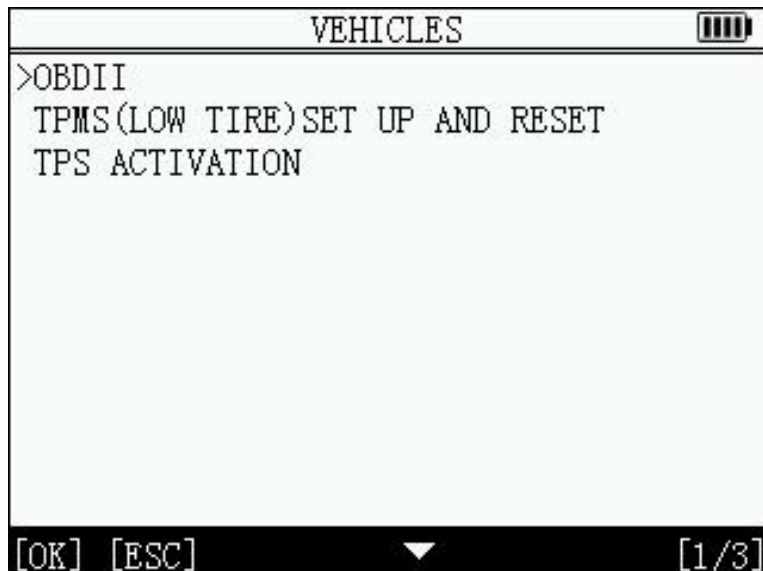 VEHICLES
>OBDII
TPMS(LOW TIRE)SET UP AND RESET
TPS ACTIVATION
[OK] [ESC] [1/3]